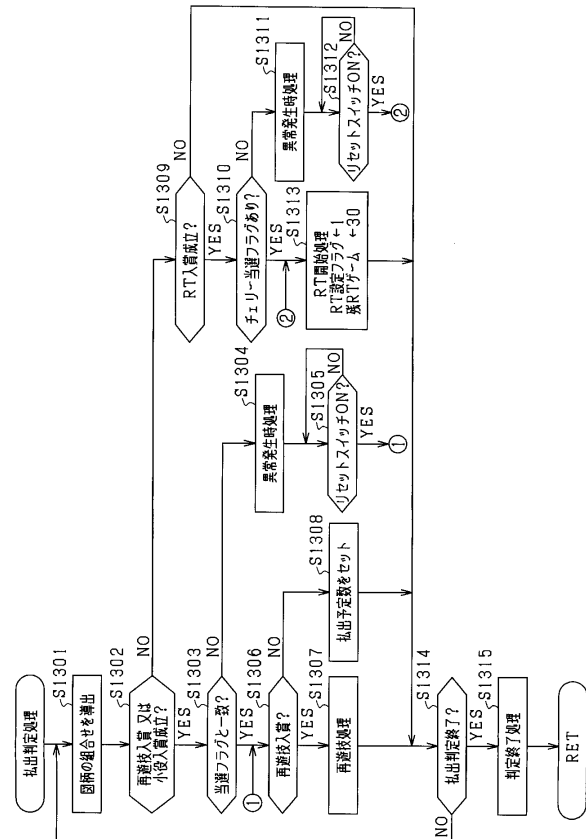 払出判定処理
S1301
図柄の組合せを導出
S1302
再遊技入賞 又は
小役入賞成立?
NO
YES
S1303
当選フラグと一致?
NO
YES
①
S1306
再遊技入賞?
NO
YES
S1307
再遊技処理
S1308
払出予定数をセット
S1304
異常発生時処理
S1305
リセットスイッチON?
NO
YES
①
S1309
RT入賞成立?
NO
YES
S1310
チェリー当選フラグあり?
NO
YES
②
S1313
RT開始処理
RT設定フラグ←1
残RTゲーム ←30
S1311
異常発生時処理
S1312
リセットスイッチON?
NO
YES
②
S1314
払出判定終了?
NO
YES
S1315
判定終了処理
RET